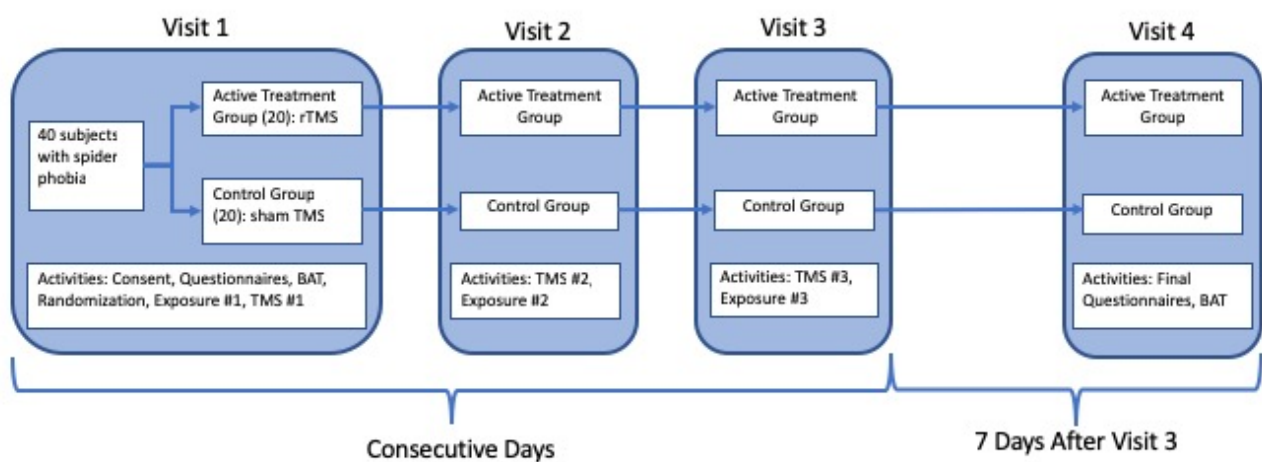 Visit 1
Visit 2
Visit 3
Visit 4
40 subjects
with spider
phobia
Active Treatment
Group (20): rTMS
Control Group
(20): sham TMS
Activities: Consent, Questionnaires, BAT,
Randomization, Exposure #1, TMS #1
Active Treatment
Group
Control Group
Activities: TMS #2,
Exposure #2
Active Treatment
Group
Control Group
Activities: TMS #3,
Exposure #3
Active Treatment
Group
Control Group
Activities: Final
Questionnaires, BAT
Consecutive Days
7 Days After Visit 3